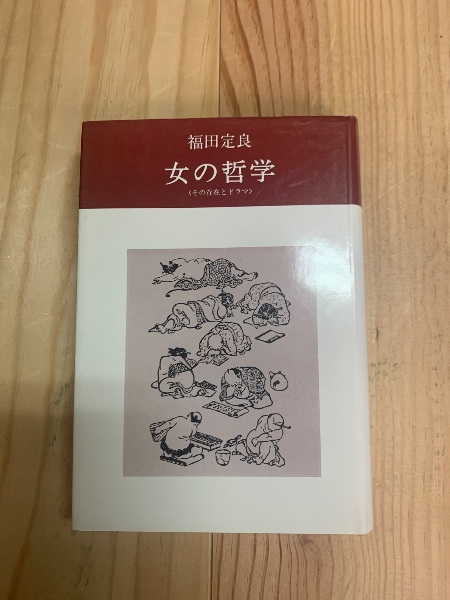 福田定良
女の哲学
〈その存在とドラマ〉